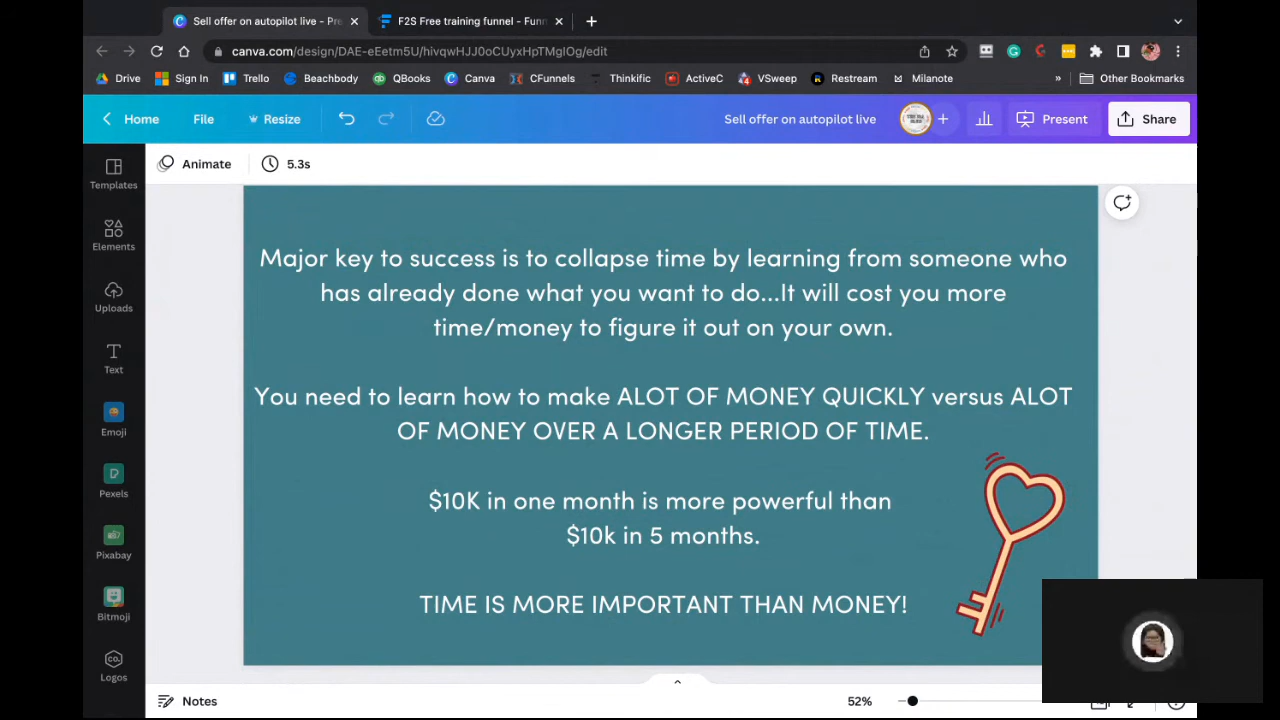 Sell offer on autopilot live - Pre
F2S Free training funnel - Funn
canva.com/design/DAE-eEetm5U/hivqwHJJ0oCUyxHpTMglOg/edit
Drive
Sign In
Trello
Beachbody
QBooks
Canva
CFunnels
Thinkific
ActiveC
VSweep
Restream
Milanote
»
Other Bookmarks
Home
File
Resize
Sell offer on autopilot live
Present
Share
Templates
Animate
5.3s
Elements
Uploads
Text
Emoji
Pexels
Pixabay
Bitmoji
CO.
Logos
Major key to success is to collapse time by learning from someone who
has already done what you want to do...It will cost you more
time/money to figure it out on your own.
You need to learn how to make ALOT OF MONEY QUICKLY versus ALOT
OF MONEY OVER A LONGER PERIOD OF TIME.
$10K in one month is more powerful than
$10k in 5 months.
TIME IS MORE IMPORTANT THAN MONEY!
Notes
52%